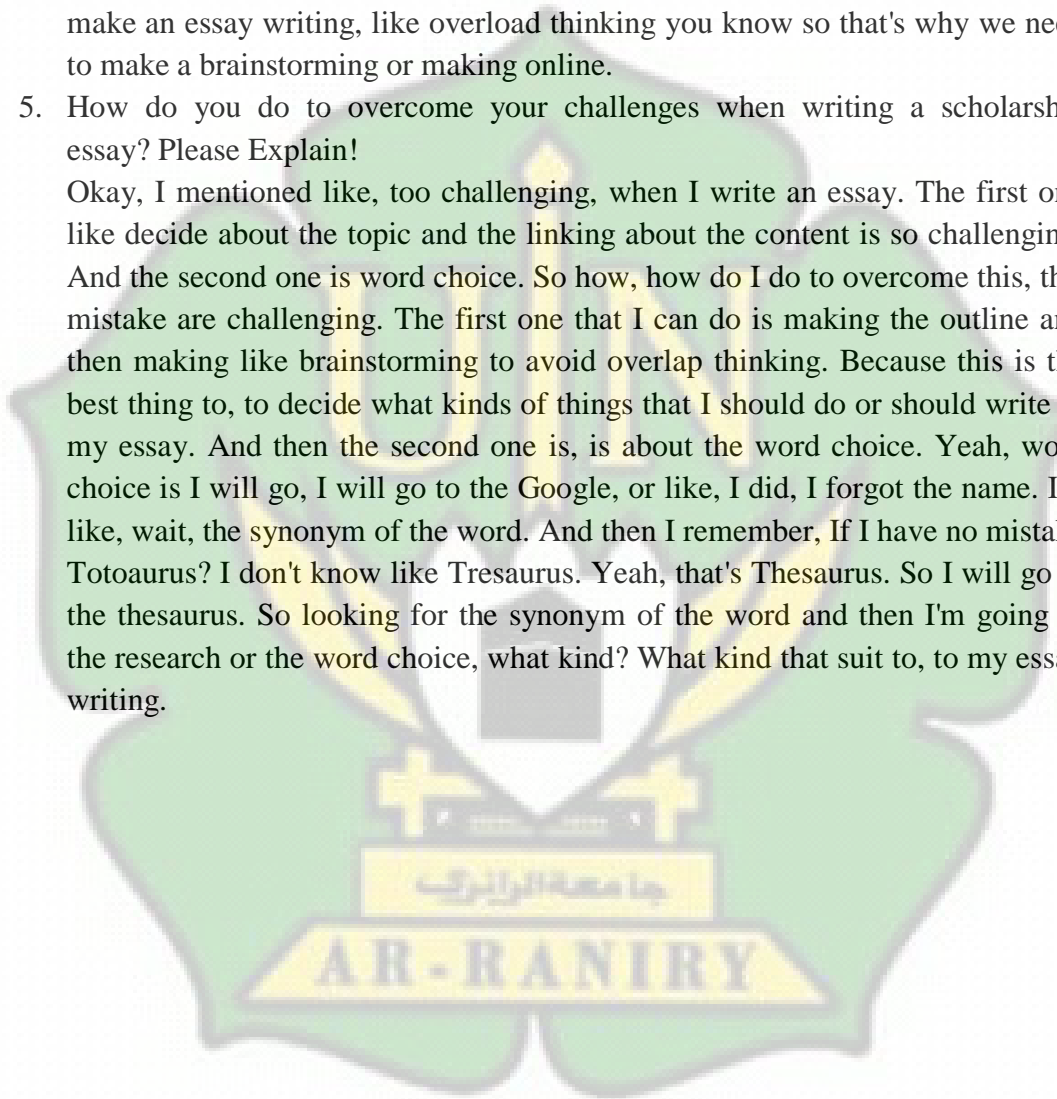 make an essay writing, like overload thinking you know so that's why we nee
to make a brainstorming or making online.
5. How do you do to overcome your challenges when writing a scholarsh
essay? Please Explain!
Okay, I mentioned like, too challenging, when I write an essay. The first o
like decide about the topic and the linking about the content is so challengin
And the second one is word choice. So how, how do I do to overcome this, th
mistake are challenging. The first one that I can do is making the outline a
then making like brainstorming to avoid overlap thinking. Because this is t
best thing to, to decide what kinds of things that I should do or should write
my essay. And then the second one is, is about the word choice. Yeah, wo
choice is I will go, I will go to the Google, or like, I did, I forgot the name. I
like, wait, the synonym of the word. And then I remember, If I have no mista
Totoaurus? I don't know like Tresaurus. Yeah, that's Thesaurus. So I will go
the thesaurus. So looking for the synonym of the word and then I'm going
the research or the word choice, what kind? What kind that suit to, to my essa
writing.
UIN
AR-RANIRY